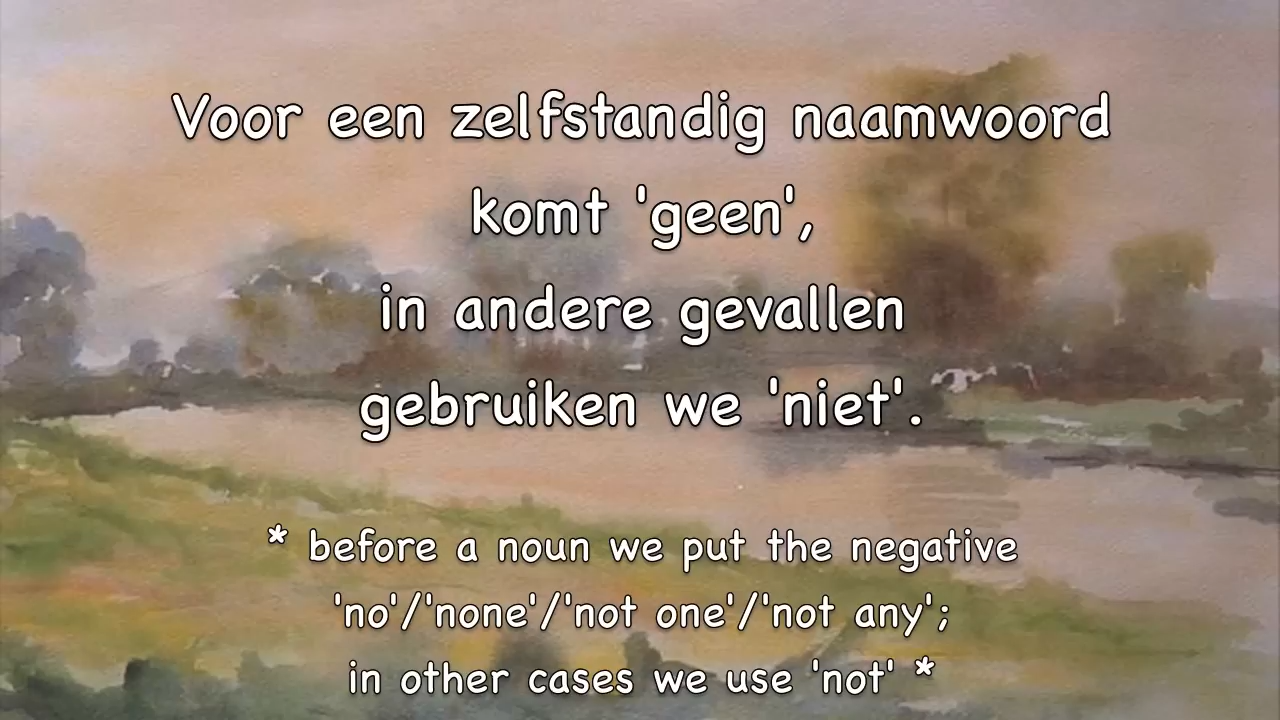 Voor een zelfstandig naamwoord
komt 'geen',
in andere gevallen
gebruiken we 'niet'.
* before a noun we put the negative
'no'/'none'/'not one'/'not any';
in other cases we use 'not' *